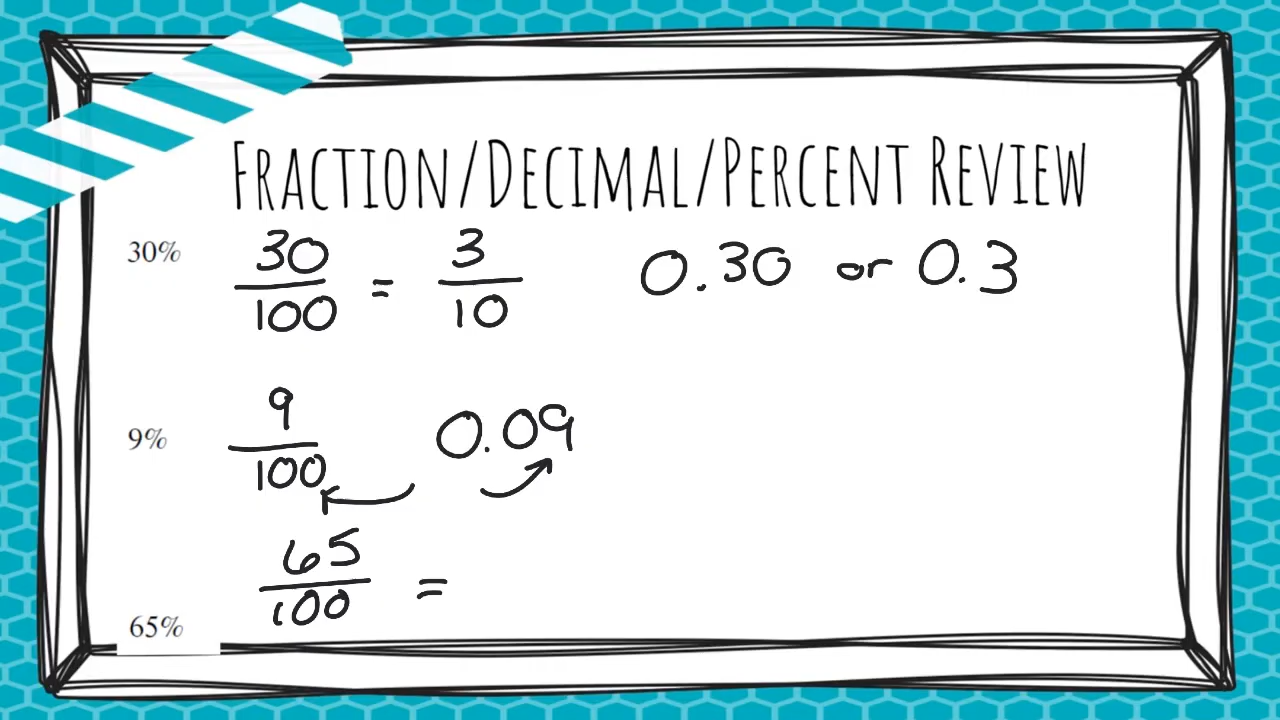 FRACTION/DECIMAL/PERCENT REVIEW
30% 30/100 = 3/10 0.30 or 0.3
9% 9/100 0.09
65% 65/100 =